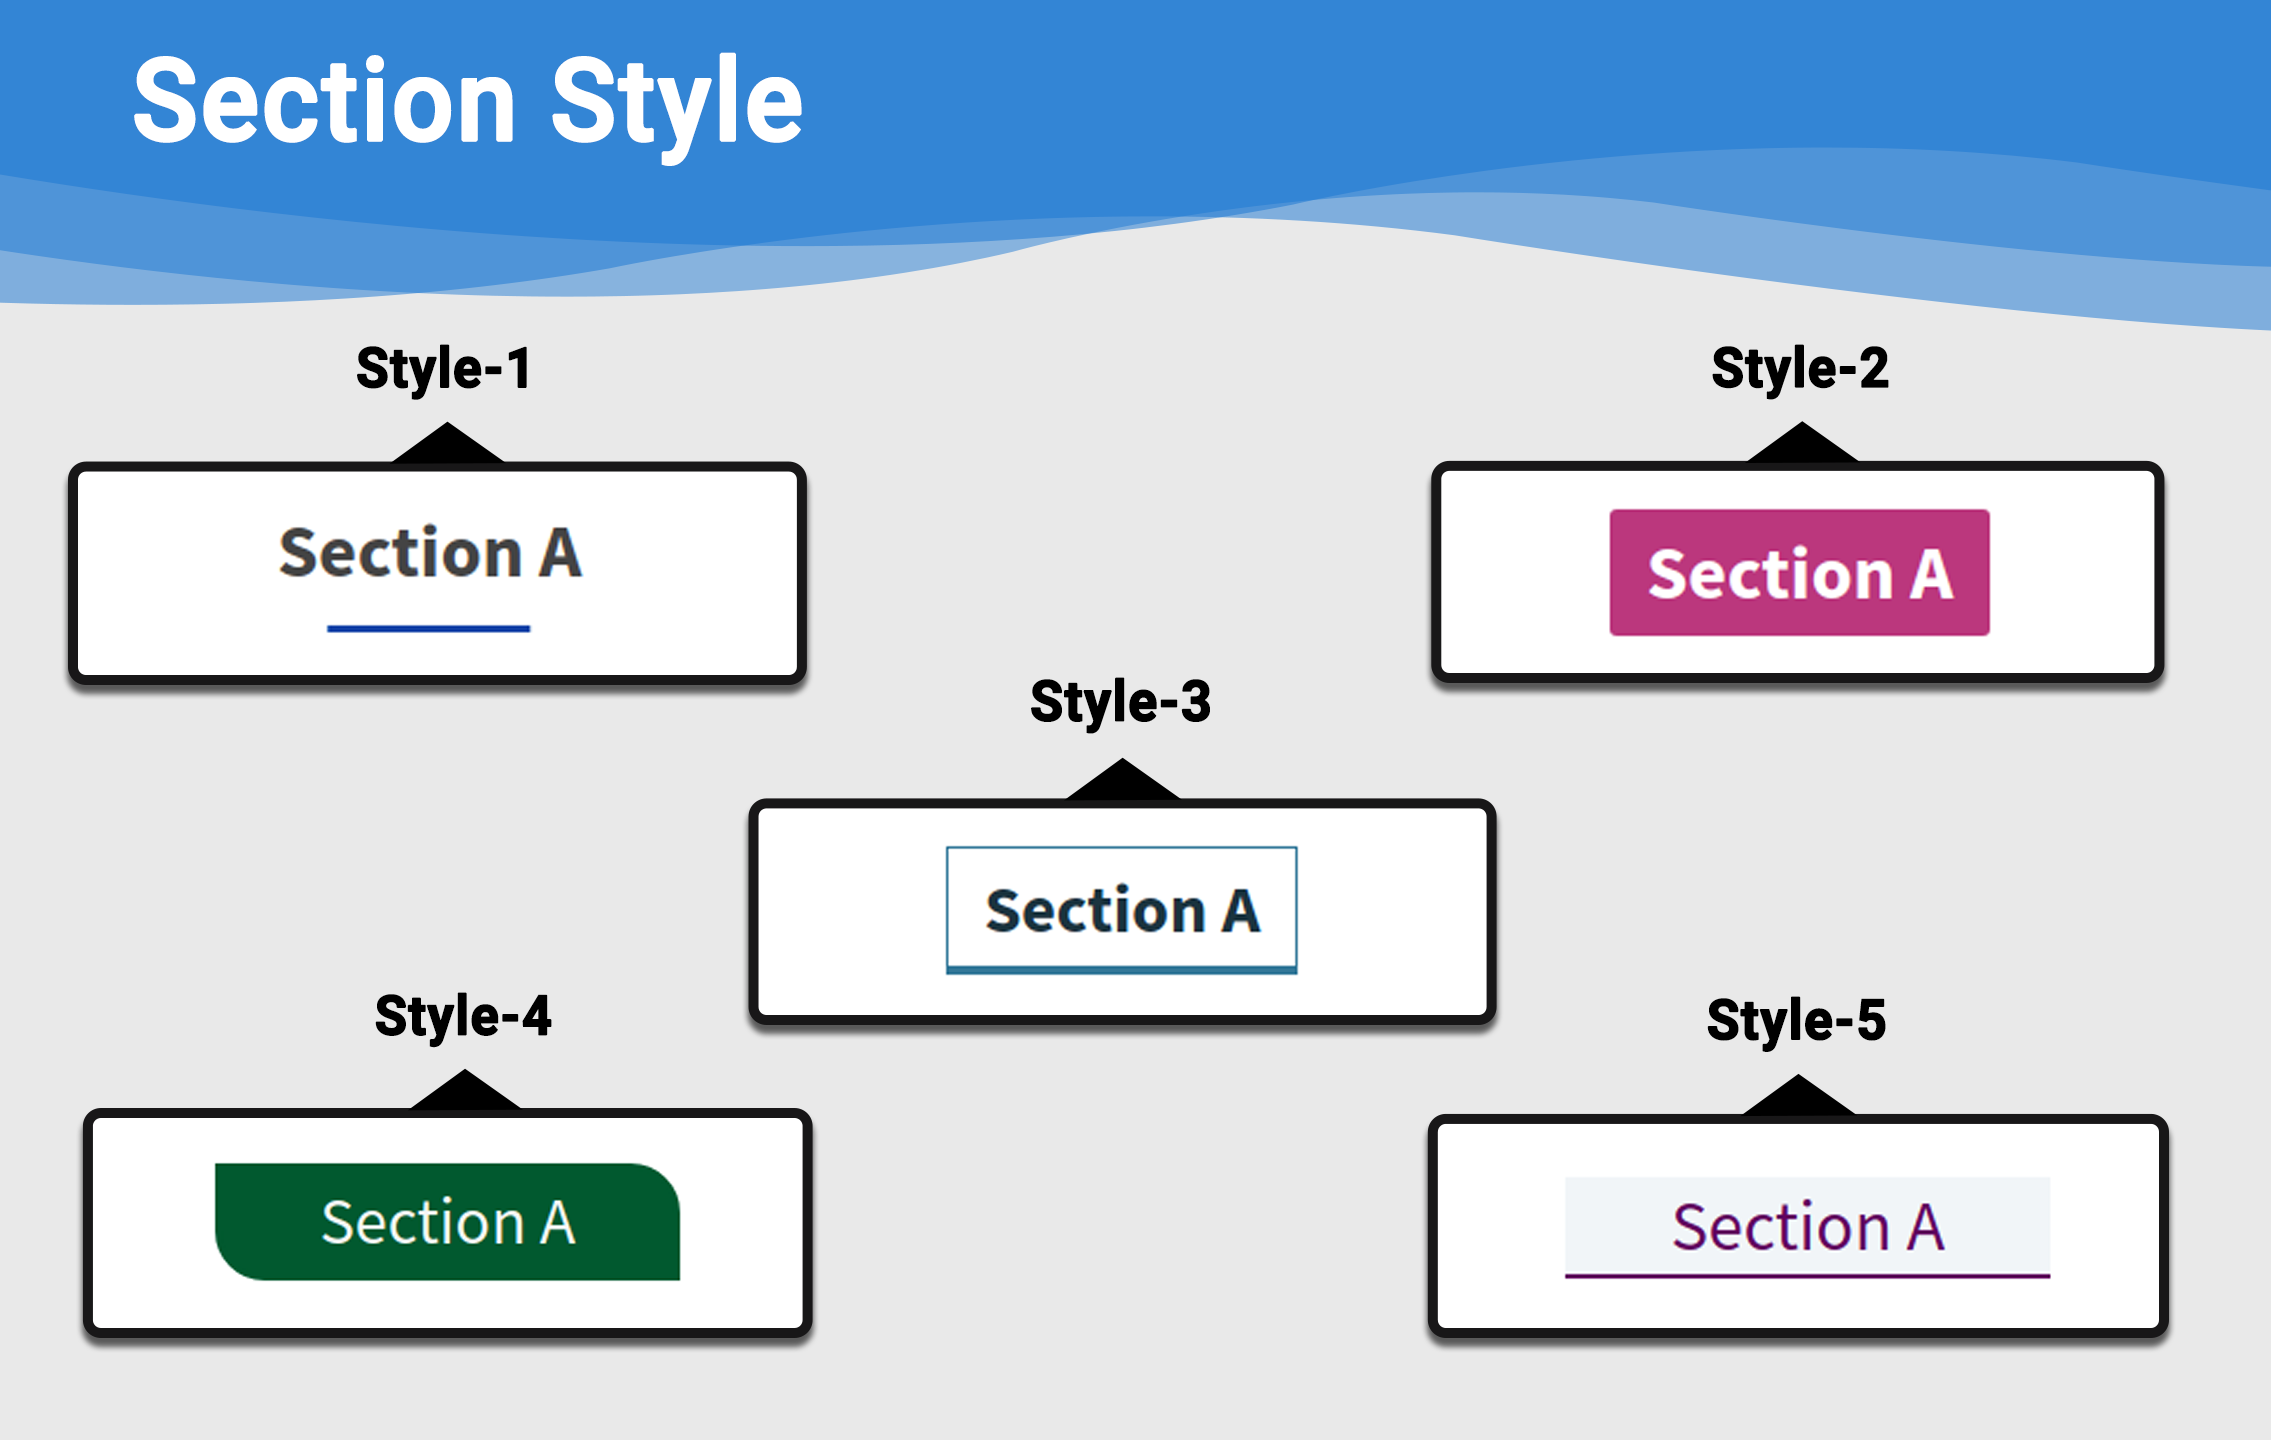 Section Style
Style-1
Section A
Style-2
Section A
Style-3
Section A
Style-4
Section A
Style-5
Section A